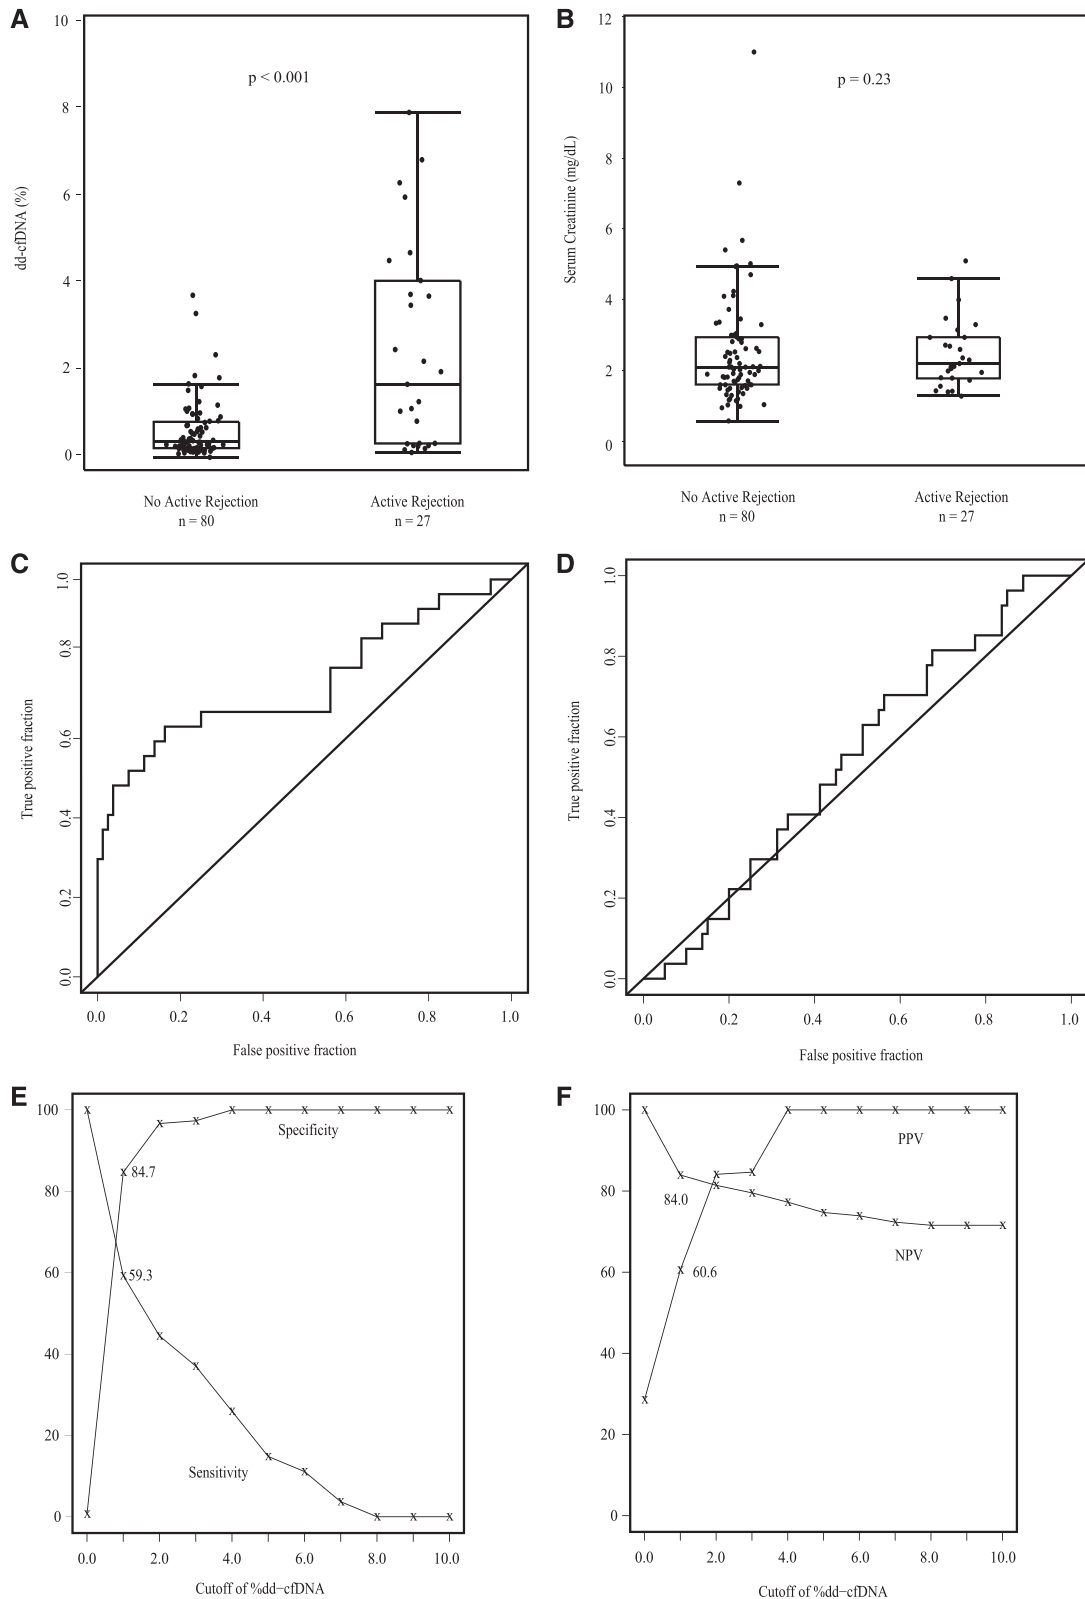 A
10
8
6
4
2
0
dd-cfDNA (%)
p < 0.001
No Active Rejection
n = 80
Active Rejection
n = 27
B
12
10
8
6
4
2
0
Serum Creatinine (mg/dL)
p = 0.23
No Active Rejection
n = 80
Active Rejection
n = 27
C
1.0
0.8
0.6
0.4
0.2
0.0
True positive fraction
0.0 0.2 0.4 0.6 0.8 1.0
False positive fraction
D
1.0
0.8
0.6
0.4
0.2
0.0
True positive fraction
0.0 0.2 0.4 0.6 0.8 1.0
False positive fraction
E
100
80
60
40
20
0
Specificity
84.7
59.3
Sensitivity
0.0 2.0 4.0 6.0 8.0 10.0
Cutoff of %dd−cfDNA
F
100
80
60
40
20
0
PPV
84.0
NPV
60.6
0.0 2.0 4.0 6.0 8.0 10.0
Cutoff of %dd−cfDNA